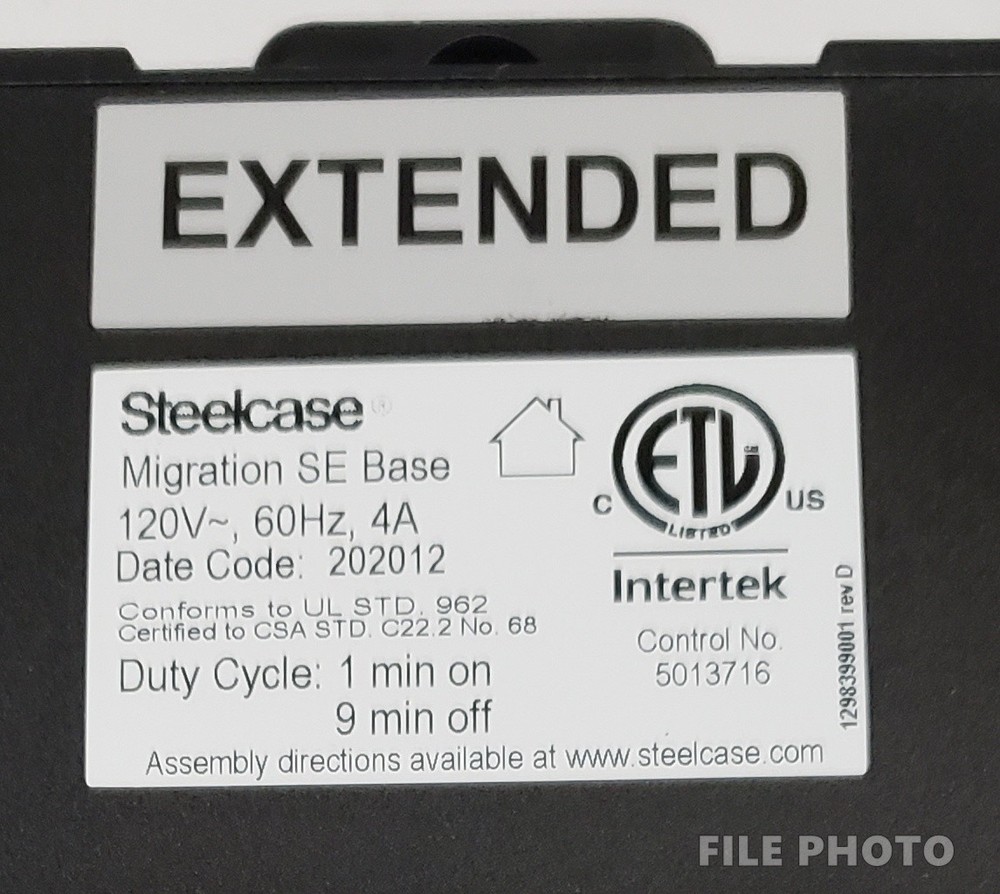 EXTENDED
Steelcase®
Migration SE Base
120V~, 60Hz, 4A
Date Code: 202012
Conforms to UL STD. 962
Certified to CSA STD. C22.2 No. 68
Duty Cycle: 1 min on
9 min off
Assembly directions available at www.steelcase.com
ETL
LISTED
C US
Intertek
Control No.
5013716
1298399001 rev D
FILE PHOTO